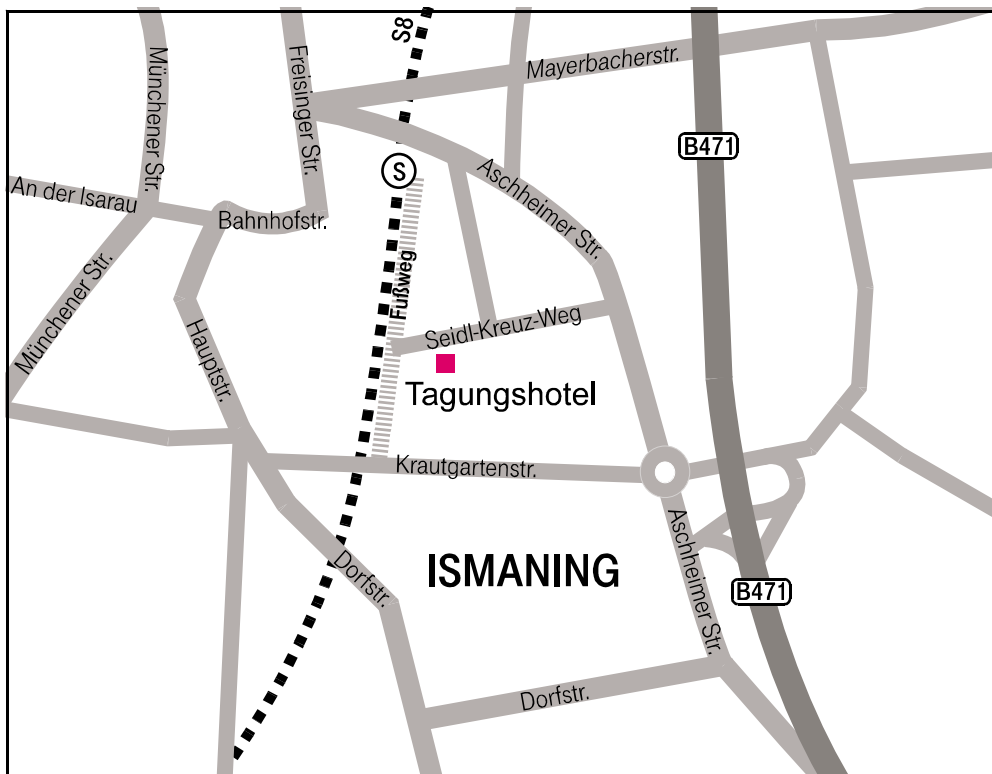 S8
Münchener Str.
Freisinger Str.
Mayerbacherstr.
B471
S
Aschheimer Str.
An der Isarau
Bahnhofstr.
Münchener Str.
Fußweg
Seidl-Kreuz-Weg
Hauptstr.
Tagungshotel
Krautgartenstr.
Aschheimer Str.
ISMANING
Dorfstr.
B471
Dorfstr.